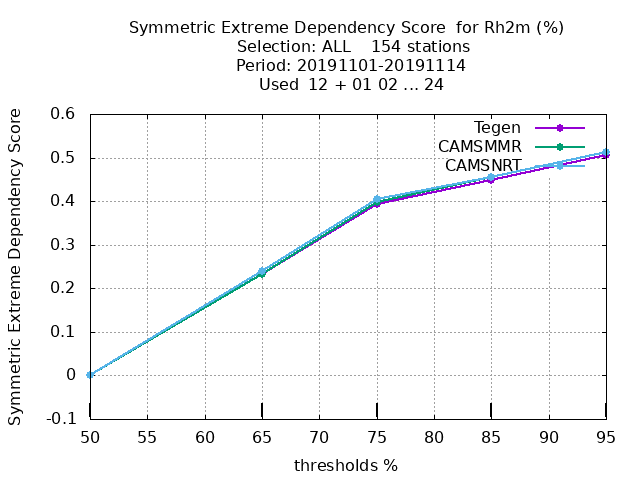 Symmetric Extreme Dependency Score  for Rh2m (%)
Selection: ALL    154 stations
Period: 20191101-20191114
Used  12 + 01 02 ... 24
Symmetric Extreme Dependency Score
0.6
0.5
0.4
0.3
0.2
0.1
0
-0.1
Tegen
CAMSMMR
CAMSNRT
50 55 60 65 70 75 80 85 90 95
thresholds %